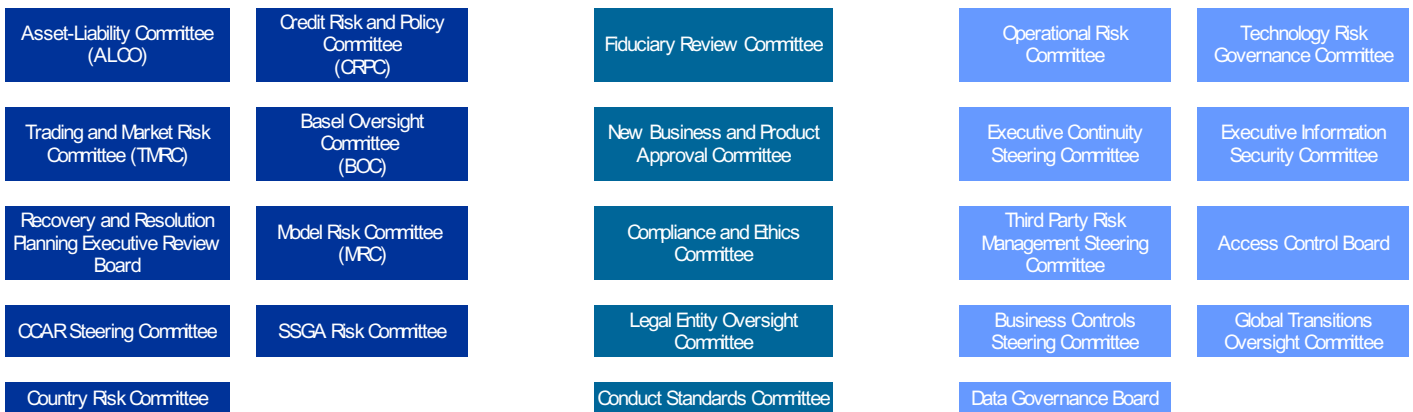 Asset-Liability Committee
(ALCO)
Credit Risk and Policy
Committee
(CRPC)
Fiduciary Review Committee
Operational Risk
Committee
Technology Risk
Governance Committee
Trading and Market Risk
Committee (TMRC)
Basel Oversight
Committee
(BOC)
New Business and Product
Approval Committee
Executive Continuity
Steering Committee
Executive Information
Security Committee
Recovery and Resolution
Planning Executive Review
Board
Model Risk Committee
(MRC)
Compliance and Ethics
Committee
Third Party Risk
Management Steering
Committee
Access Control Board
CCAR Steering Committee
SSGA Risk Committee
Legal Entity Oversight
Committee
Business Controls
Steering Committee
Global Transitions
Oversight Committee
Country Risk Committee
Conduct Standards Committee
Data Governance Board